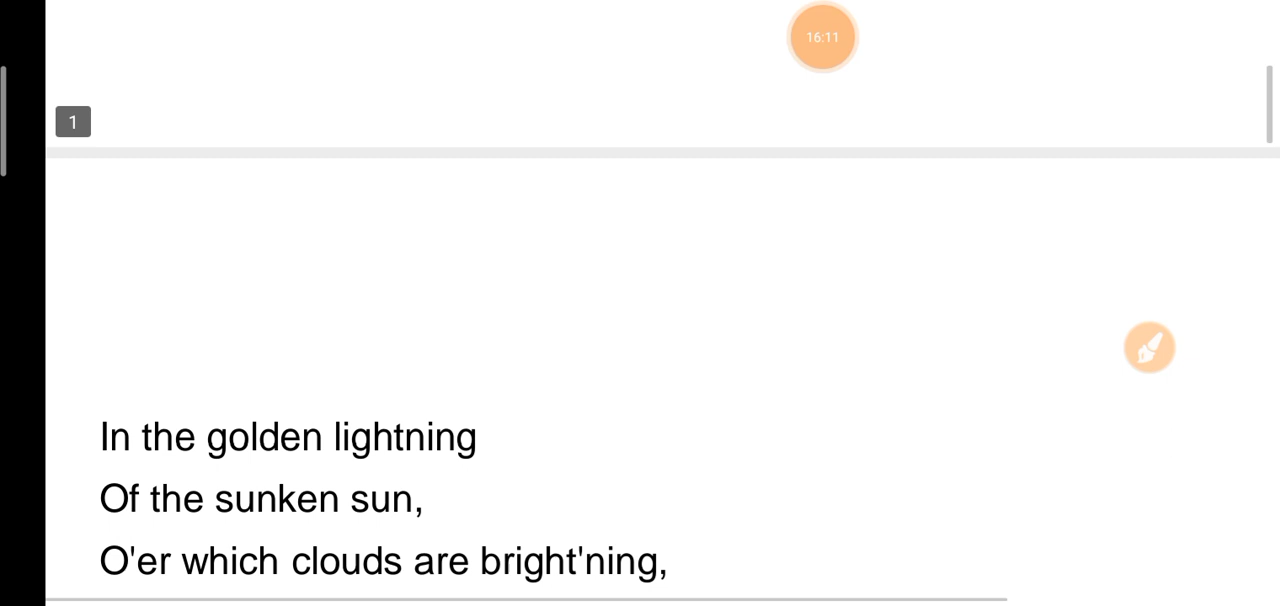 16:11
1
In the golden lightning
Of the sunken sun,
O'er which clouds are bright'ning,